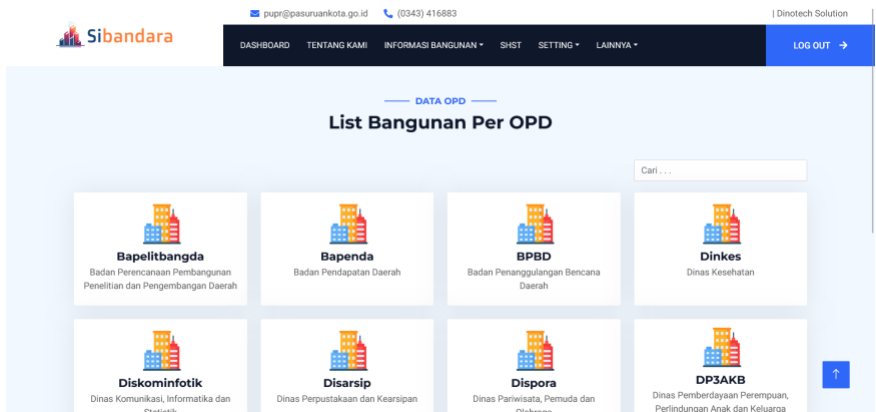 pupr@pasuruankota.go.id (0343) 416883 | Dinotech Solution
Sibandara
DASHBOARD TENTANG KAMI INFORMASI BANGUNAN SHST SETTING LAINNYA LOG OUT →
DATA OPD
List Bangunan Per OPD
Cari . . .
Bapelitbangda
Badan Perencanaan Pembangunan
Penelitian dan Pengembangan Daerah
Bapenda
Badan Pendapatan Daerah
BPBD
Badan Penanggulangan Bencana
Daerah
Dinkes
Dinas Kesehatan
Diskominfotik
Dinas Komunikasi, Informatika dan
Statistik
Disarsip
Dinas Perpustakaan dan Kearsipan
Dispora
Dinas Pariwisata, Pemuda dan
Olahraga
DP3AKB
Dinas Pemberdayaan Perempuan,
Perlindungan Anak dan Keluarga